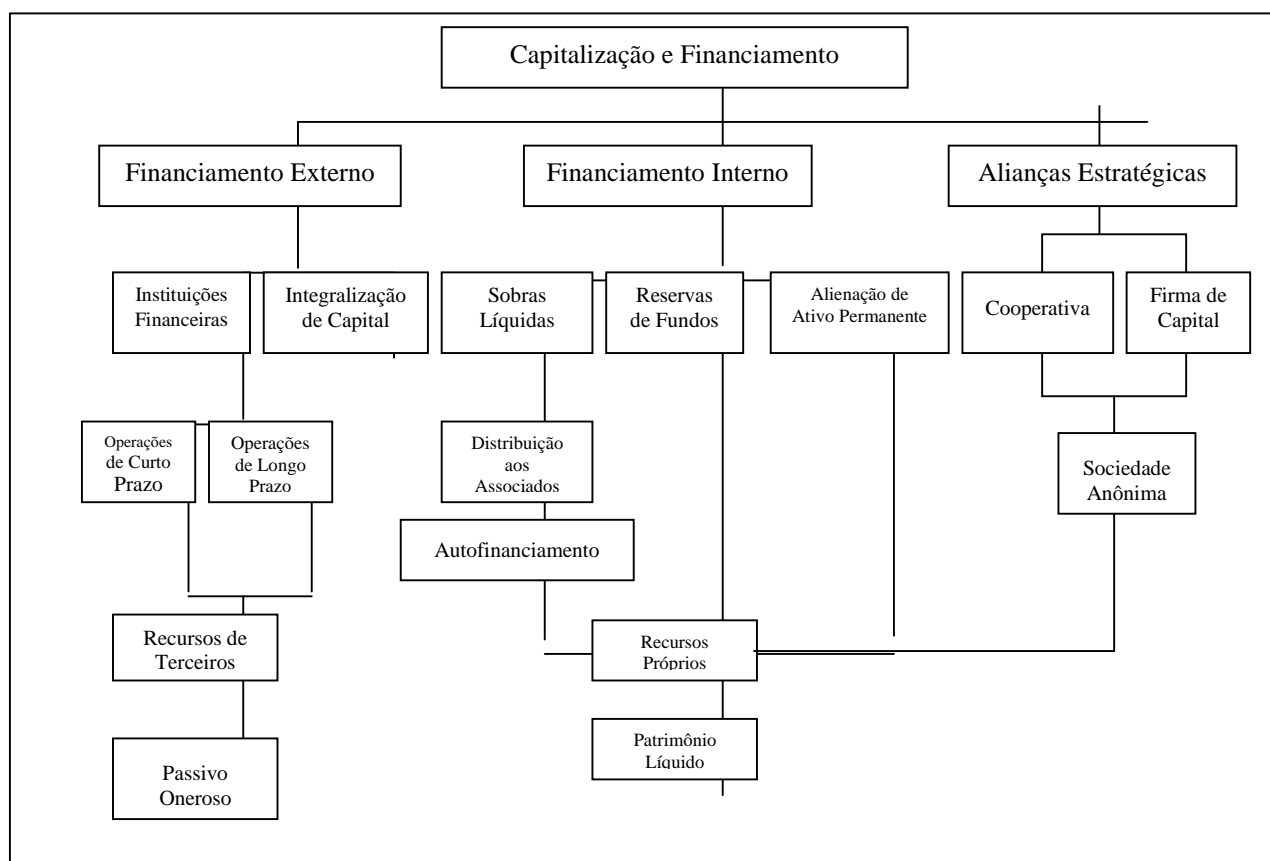 Capitalização e Financiamento
Financiamento Externo
Financiamento Interno
Alianças Estratégicas
Instituições
Financeiras
Integralização
de Capital
Sobras
Líquidas
Reservas
de Fundos
Alienação de
Ativo Permanente
Cooperativa
Firma de
Capital
Operações
de Curto
Prazo
Operações
de Longo
Prazo
Distribuição
aos
Associados
Sociedade
Anônima
Autofinanciamento
Recursos de
Terceiros
Recursos
Próprios
Patrimônio
Líquido
Passivo
Oneroso